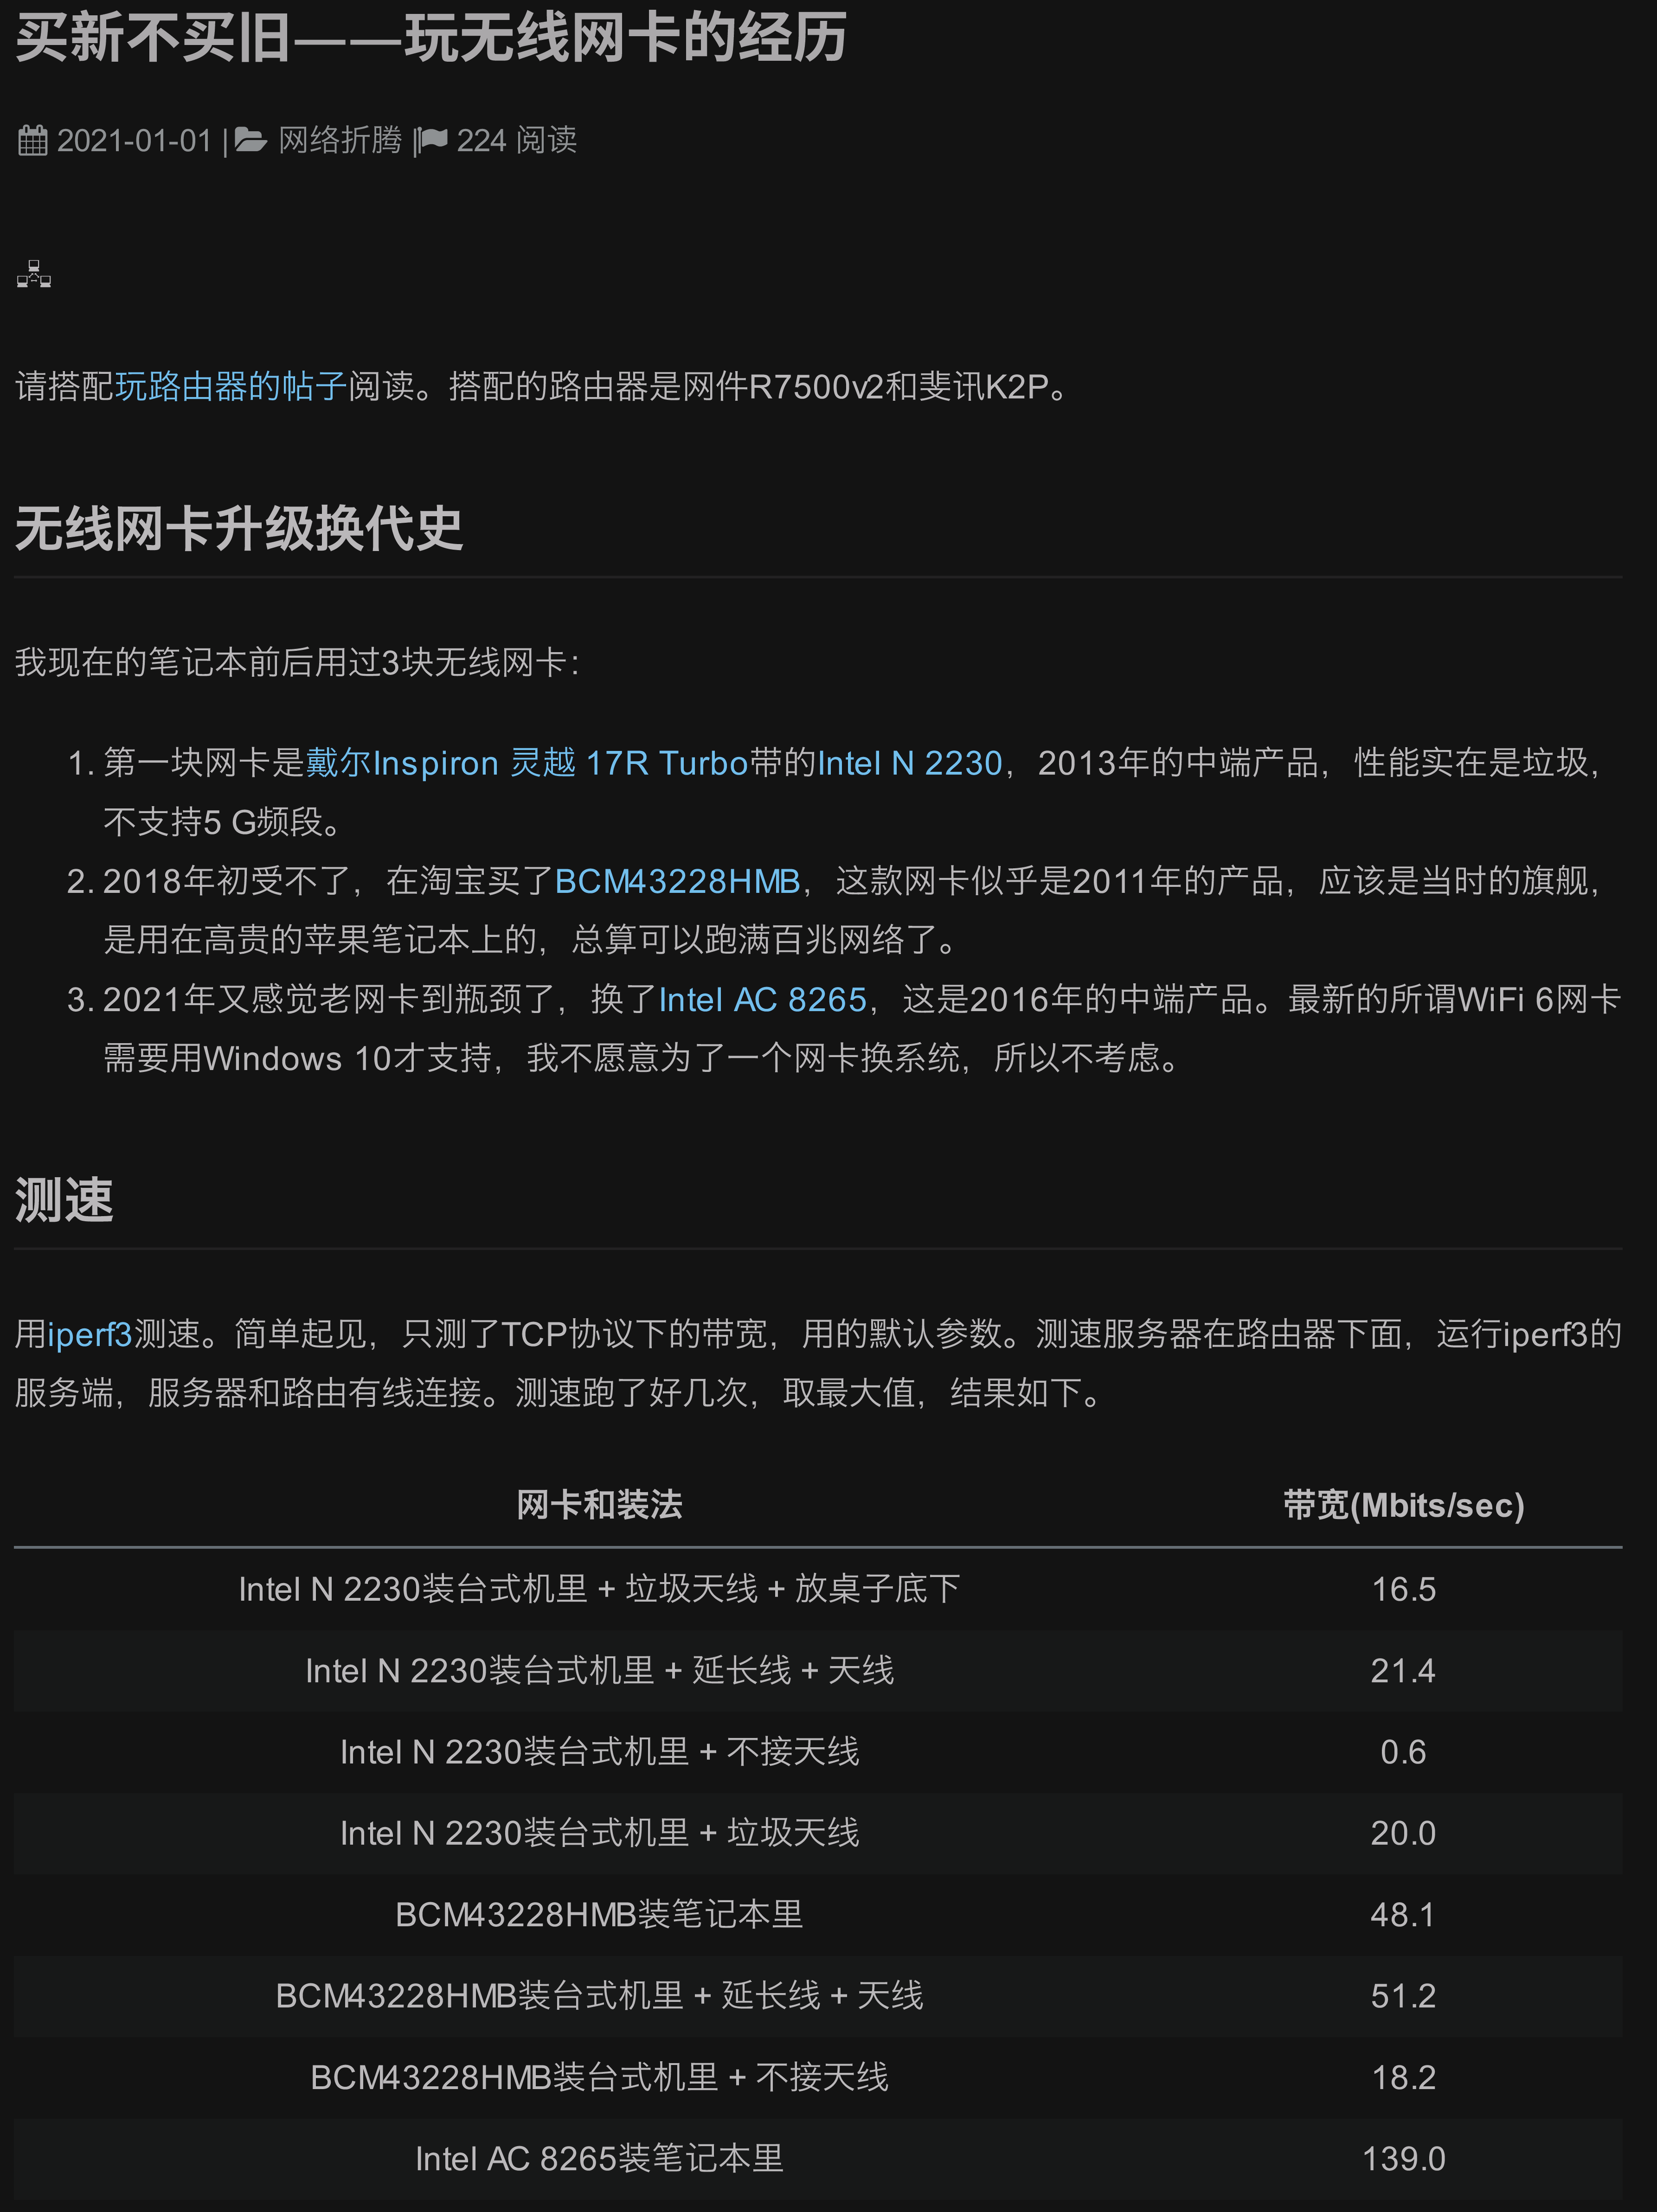 买新不买旧——玩无线网卡的经历
2021-01-01 | 网络折腾 | 224 阅读
请搭配玩路由器的帖子阅读。搭配的路由器是网件R7500v2和斐讯K2P。
无线网卡升级换代史
我现在的笔记本前后用过3块无线网卡：
1. 第一块网卡是戴尔Inspiron 灵越 17R Turbo带的Intel N 2230，2013年的中端产品，性能实在是垃圾，
不支持5 G频段。
2. 2018年初受不了，在淘宝买了BCM43228HMB，这款网卡似乎是2011年的产品，应该是当时的旗舰，
是用在高贵的苹果笔记本上的，总算可以跑满百兆网络了。
3. 2021年又感觉老网卡到瓶颈了，换了Intel AC 8265，这是2016年的中端产品。最新的所谓WiFi 6网卡
需要用Windows 10才支持，我不愿意为了一个网卡换系统，所以不考虑。
测速
用iperf3测速。简单起见，只测了TCP协议下的带宽，用的默认参数。测速服务器在路由器下面，运行iperf3的
服务端，服务器和路由有线连接。测速跑了好几次，取最大值，结果如下。
网卡和装法 带宽(Mbits/sec)
Intel N 2230装台式机里 + 垃圾天线 + 放桌子底下 16.5
Intel N 2230装台式机里 + 延长线 + 天线 21.4
Intel N 2230装台式机里 + 不接天线 0.6
Intel N 2230装台式机里 + 垃圾天线 20.0
BCM43228HMB装笔记本里 48.1
BCM43228HMB装台式机里 + 延长线 + 天线 51.2
BCM43228HMB装台式机里 + 不接天线 18.2
Intel AC 8265装笔记本里 139.0